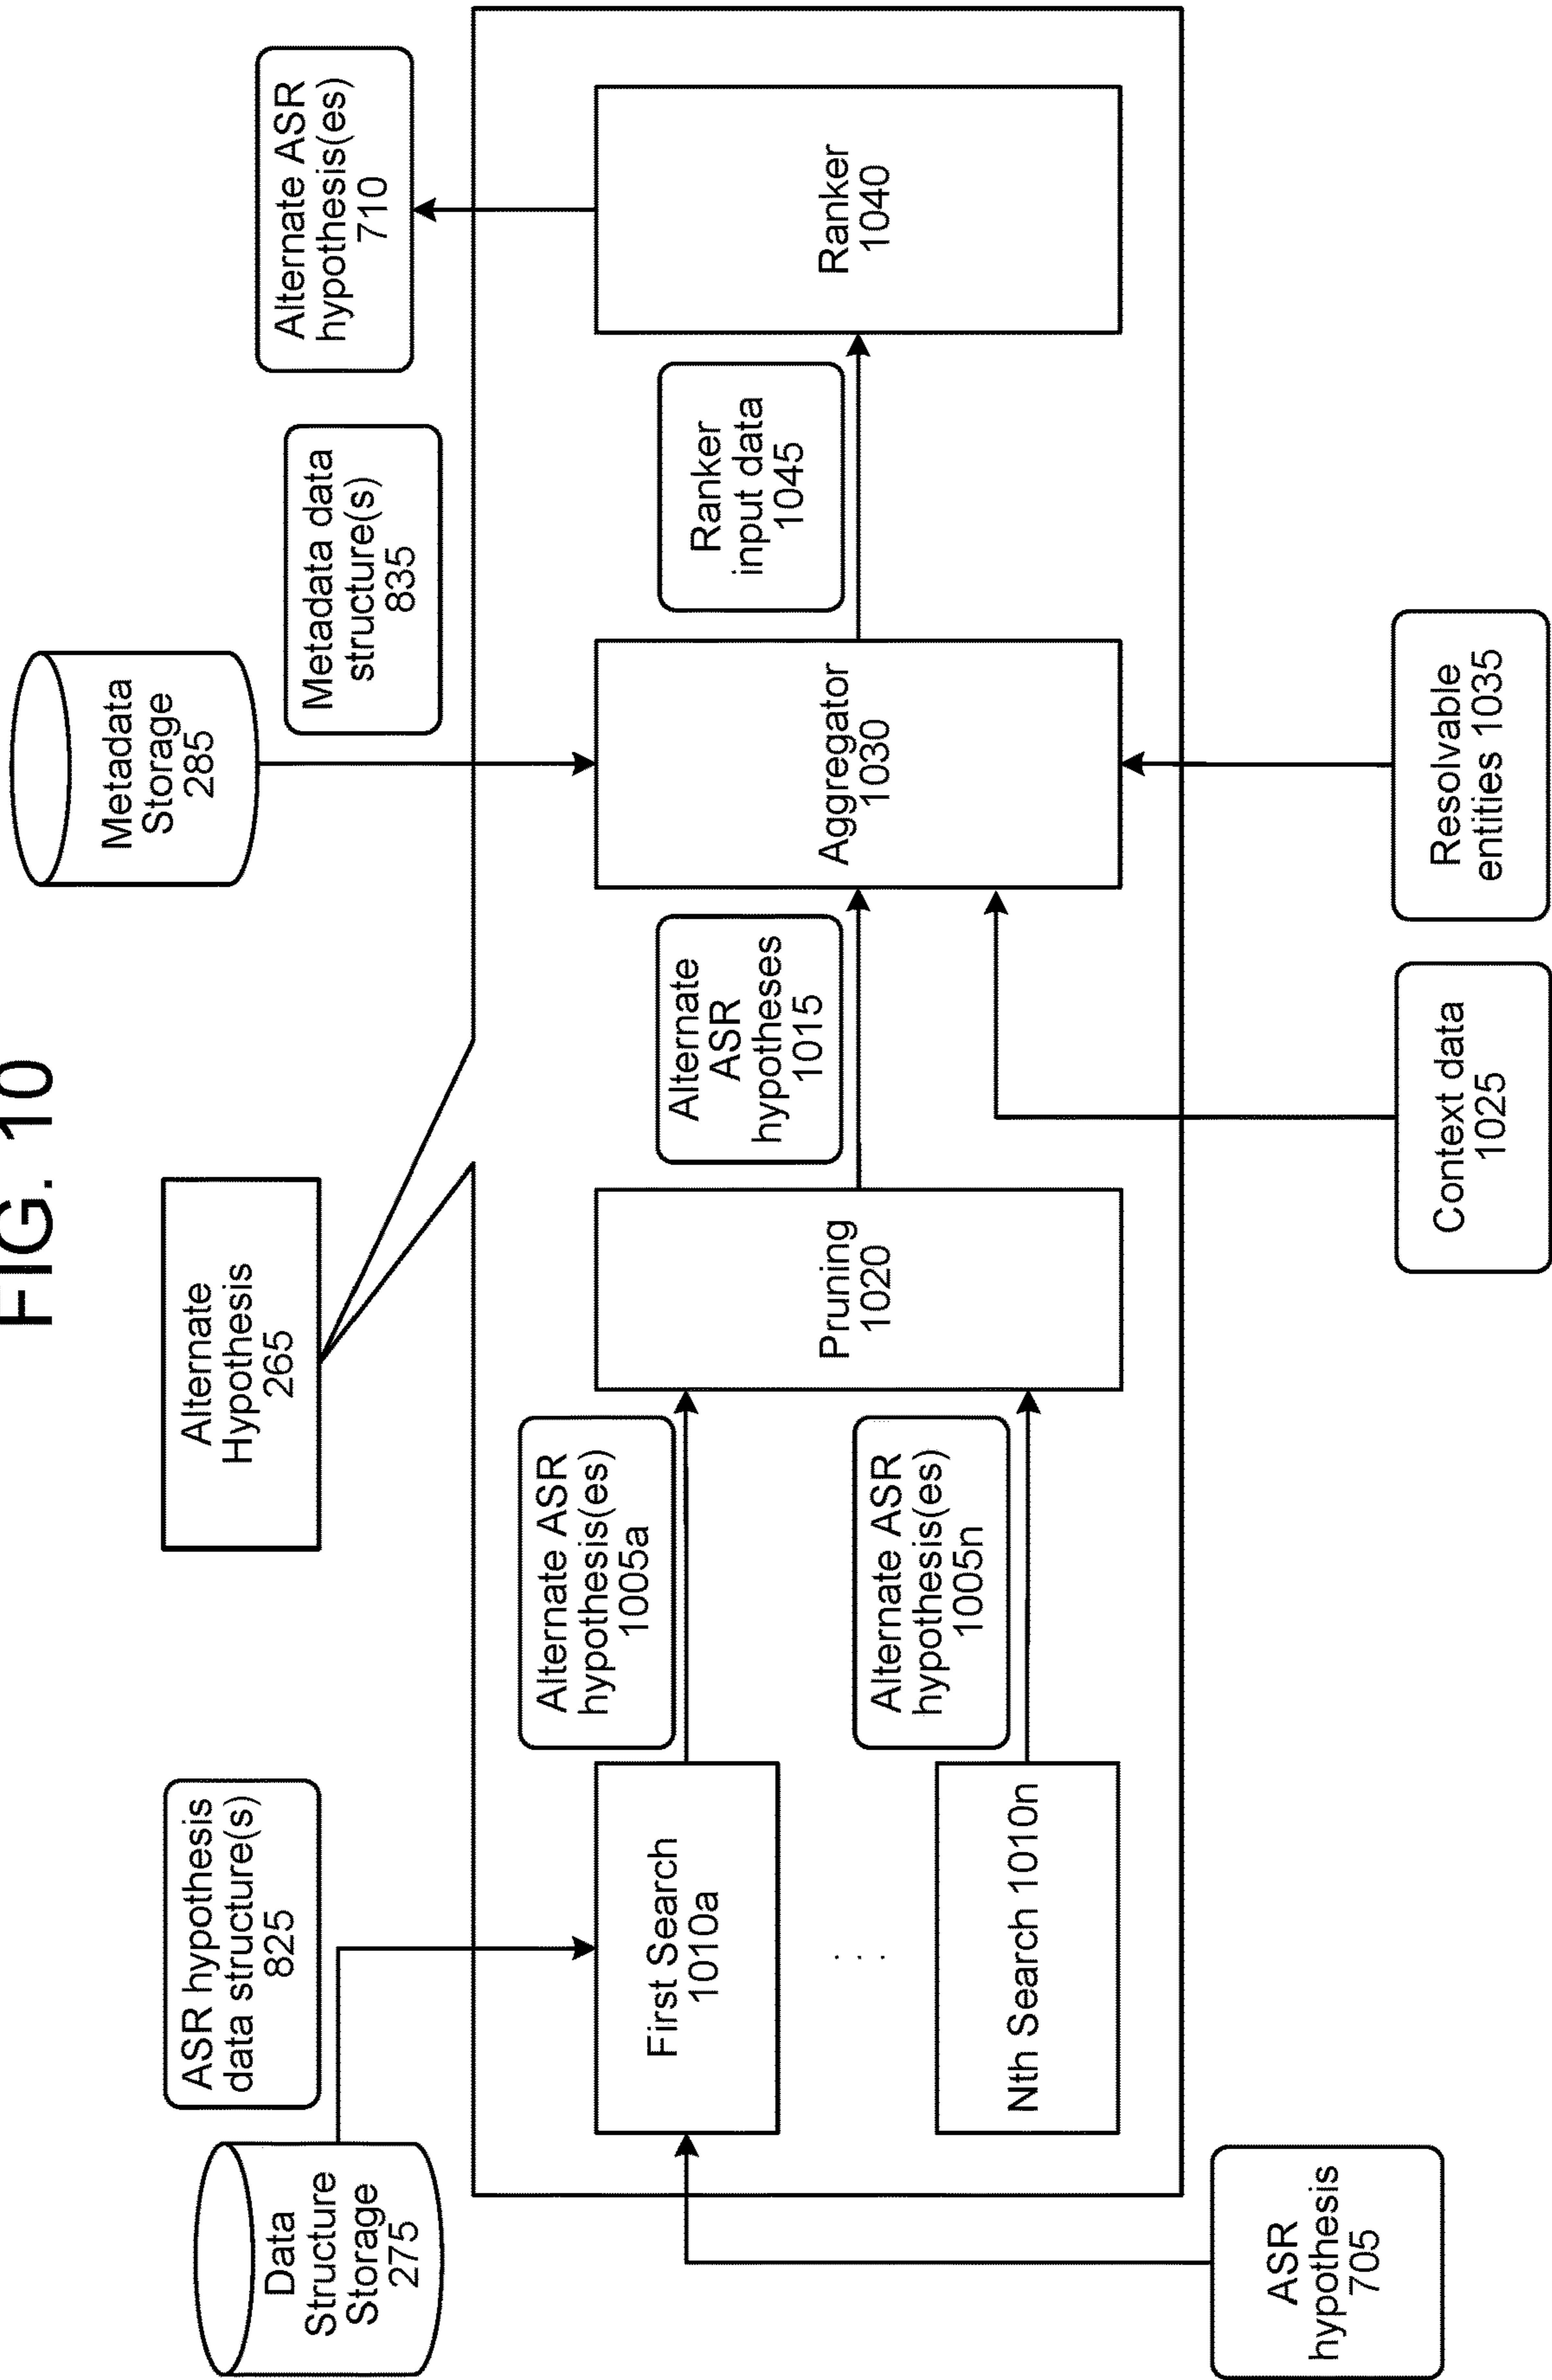 FIG. 10
Data
Structure
Storage
275
ASR hypothesis
data structure(s)
825
Alternate
Hypothesis
265
Metadata
Storage
285
Metadata data
structure(s)
835
Alternate ASR
hypothesis(es)
710
First Search
1010a
. . .
Nth Search 1010n
Alternate ASR
hypothesis(es)
1005a
Alternate ASR
hypothesis(es)
1005n
Pruning
1020
Alternate
ASR
hypotheses
1015
Aggregator
1030
Ranker
input data
1045
Ranker
1040
ASR
hypothesis
705
Context data
1025
Resolvable
entities 1035